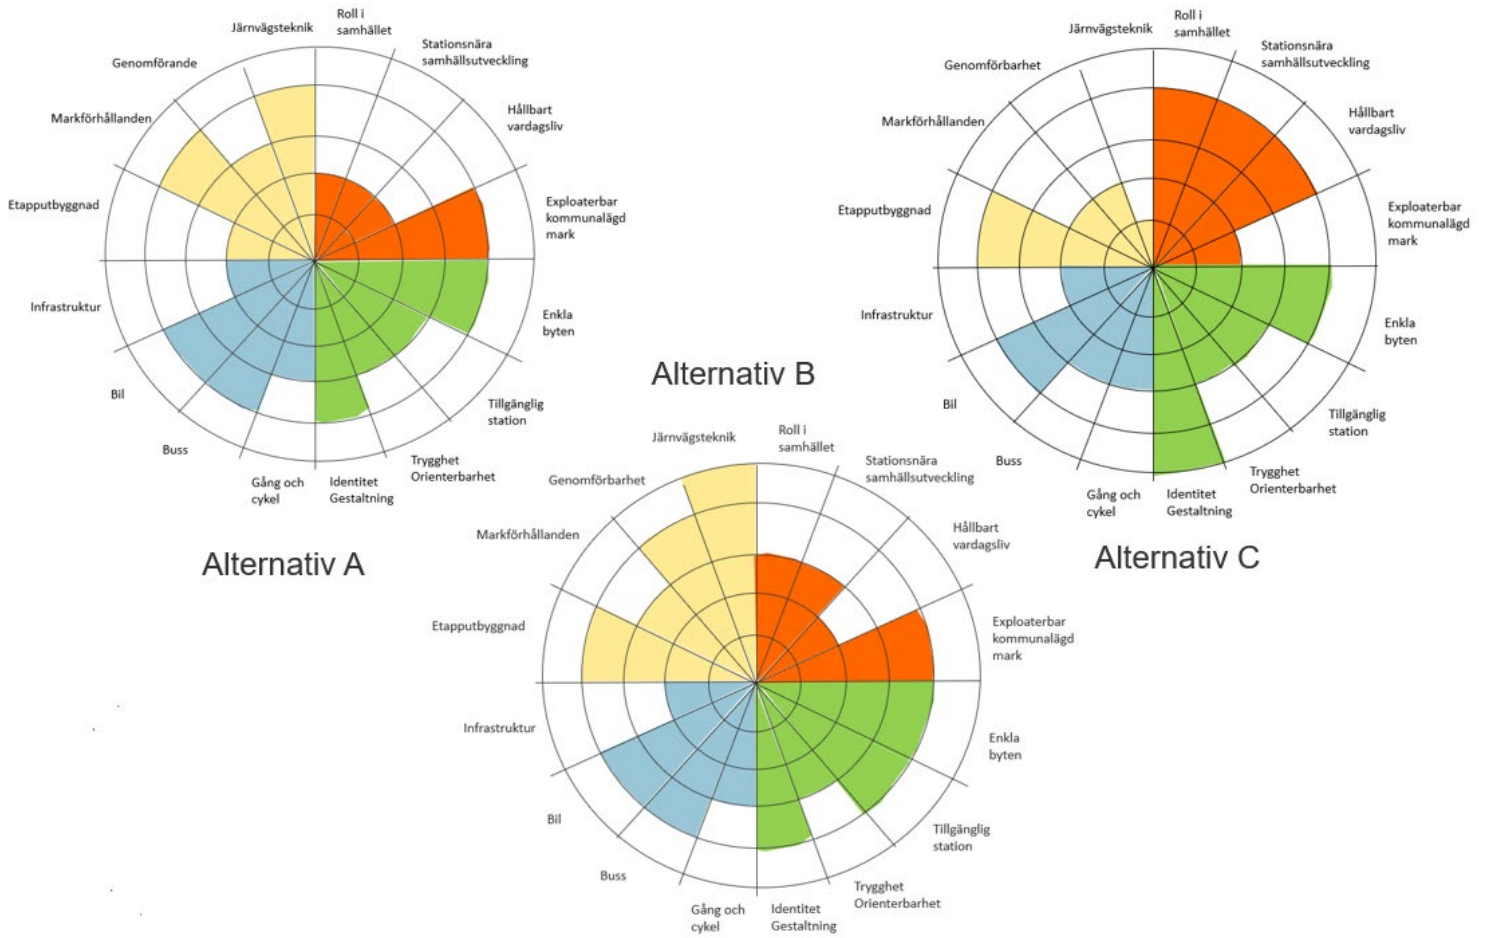 Järnvägsteknik
Roll i
samhället
Stationsnära
samhällsutveckling
Hållbart
vardagsliv
Exploaterbar
kommunalägd
mark
Enkla
byten
Tillgänglig
station
Trygghet
Orienterbarhet
Identitet
Gestaltning
Gång och
cykel
Buss
Bil
Infrastruktur
Etapputbyggnad
Markförhållanden
Genomförande
Alternativ A
Alternativ B
Järnvägsteknik
Roll i
samhället
Stationsnära
samhällsutveckling
Hållbart
vardagsliv
Exploaterbar
kommunalägd
mark
Enkla
byten
Tillgänglig
station
Trygghet
Orienterbarhet
Identitet
Gestaltning
Gång och
cykel
Buss
Bil
Infrastruktur
Etapputbyggnad
Markförhållanden
Genomförbarhet
Järnvägsteknik
Roll i
samhället
Stationsnära
samhällsutveckling
Hållbart
vardagsliv
Exploaterbar
kommunalägd
mark
Enkla
byten
Tillgänglig
station
Trygghet
Orienterbarhet
Identitet
Gestaltning
Gång och
cykel
Buss
Bil
Infrastruktur
Etapputbyggnad
Markförhållanden
Genomförbarhet
Alternativ C